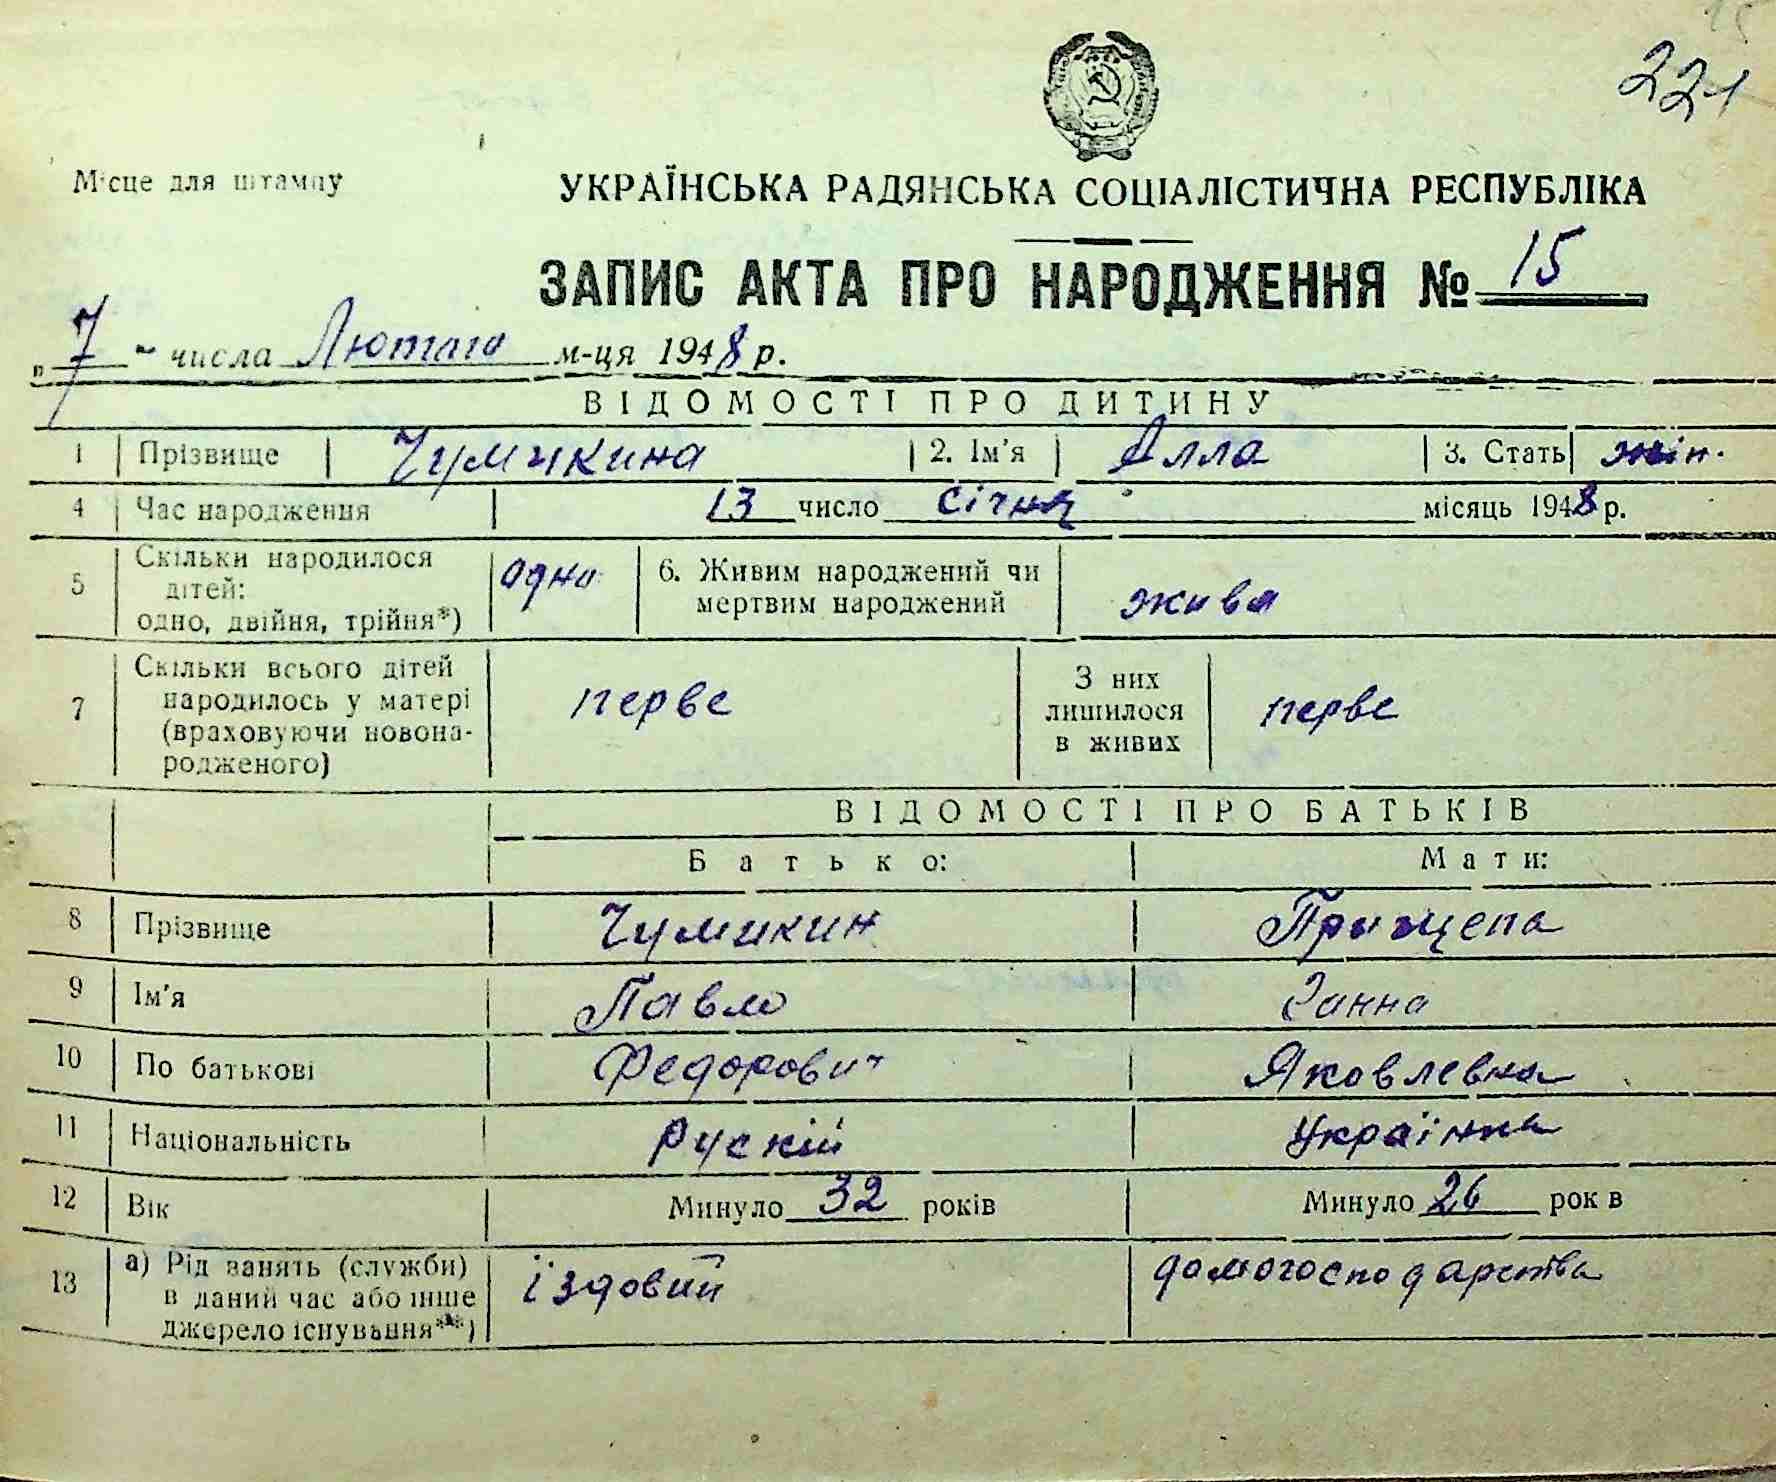 221
Місце для штампу
УКРАЇНСЬКА РАДЯНСЬКА СОЦІАЛІСТИЧНА РЕСПУБЛІКА
ЗАПИС АКТА ПРО НАРОДЖЕННЯ № 15
„ 7 " числа Лютого м-ця 1948 р.
ВІДОМОСТІ ПРО ДИТИНУ
1 Прізвище Чумикина 2. Ім'я Алла 3. Стать жін.
4 Час народження 13 число січня місяць 1948 р.
5 Скільки народилося дітей: одно, двійня, трійня*) одно 6. Живим народжений чи мертвим народжений жива
7 Скільки всього дітей народилось у матері (враховуючи новонародженого) перве З них лишилося в живих перве
ВІДОМОСТІ ПРО БАТЬКІВ
Батько: Мати:
8 Прізвище Чумикин Прищепа
9 Ім'я Павло Ганна
10 По батькові Федорович Яковлевна
11 Національність Рускій Українка
12 Вік Минуло 32 років Минуло 26 років
13 а) Рід занять (служби) в даний час або інше джерело існування**) їздовий домогосподарства